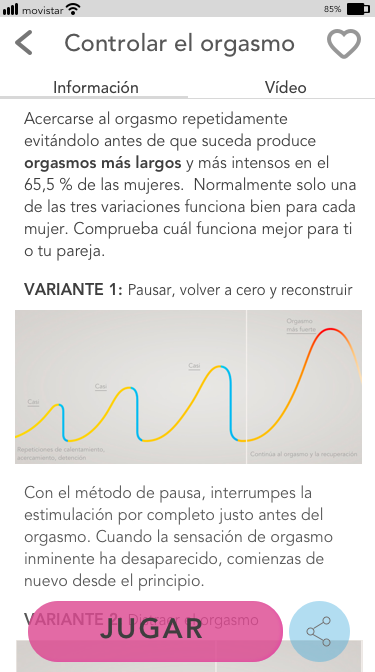 movistar 85%
Controlar el orgasmo
Información Vídeo
Acercarse al orgasmo repetidamente
evitándolo antes de que suceda produce
orgasmos más largos y más intensos en el
65,5 % de las mujeres. Normalmente solo una
de las tres variaciones funciona bien para cada
mujer. Comprueba cuál funciona mejor para ti
o tu pareja.
VARIANTE 1: Pausar, volver a cero y reconstruir
Orgasmo
más fuerte
Casi
Casi
Casi
Repeticiones de calentamiento,
acercamiento, detención
Continúa al orgasmo y la recuperación
Con el método de pausa, interrumpes la
estimulación por completo justo antes del
orgasmo. Cuando la sensación de orgasmo
inminente ha desaparecido, comienzas de
nuevo desde el principio.
VARIANTE 2: Distraer el orgasmo
JUGAR